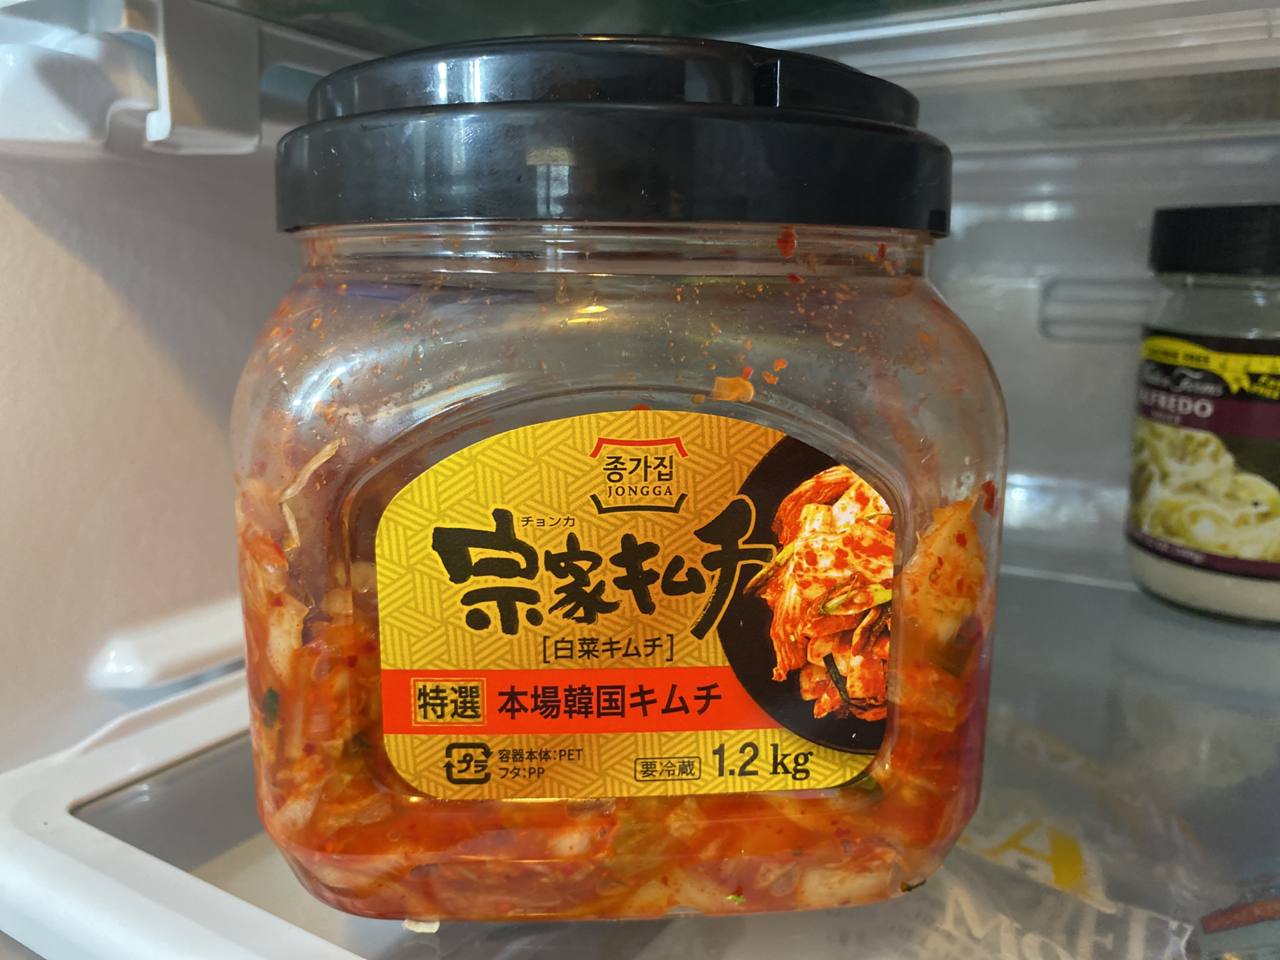 종가집
JONGGA
チョンカ
宗家キムチ
[白菜キムチ]
特選 本場韓国キムチ
プラ 容器本体:PET
フタ:PP
要冷蔵 1.2 kg
LFREDO